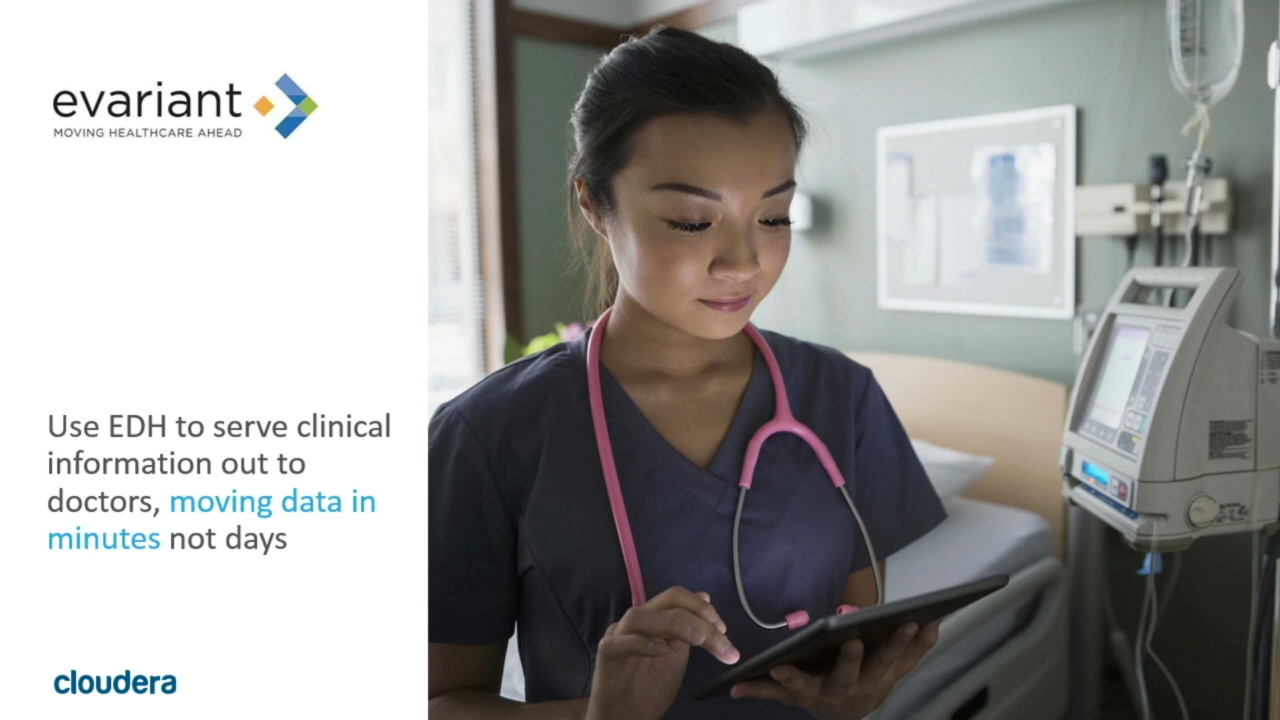 evariant
MOVING HEALTHCARE AHEAD
Use EDH to serve clinical
information out to
doctors, moving data in
minutes not days
cloudera